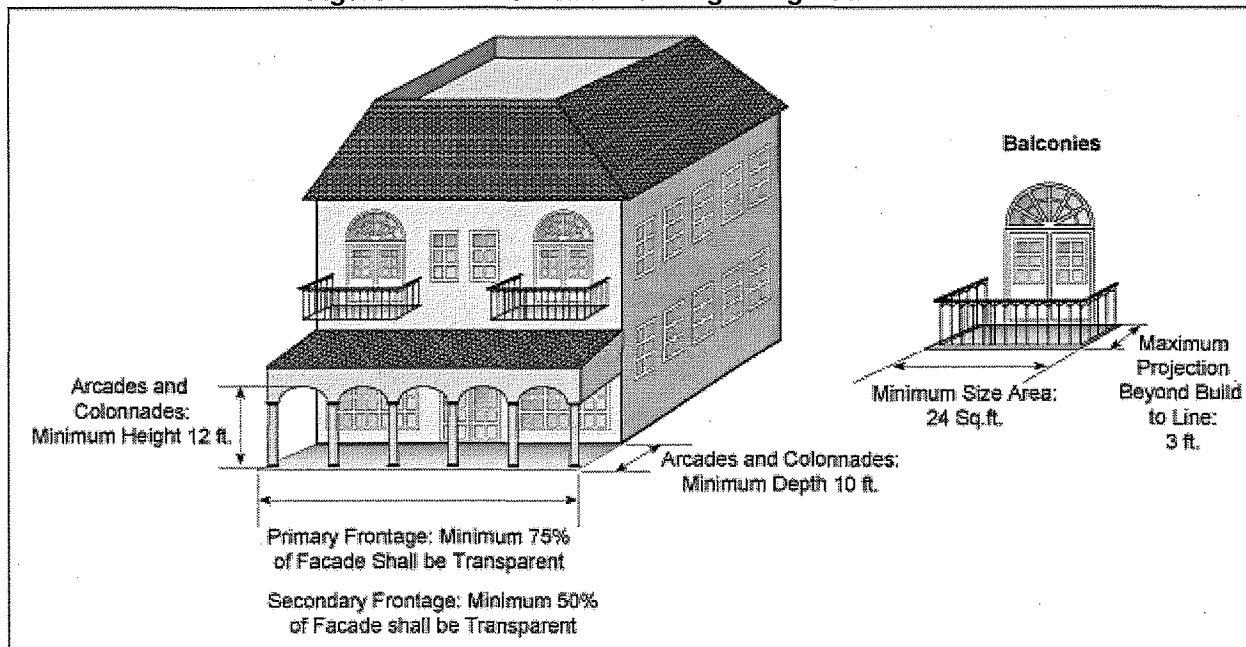 Balconies
Arcades and
Colonnades:
Minimum Height 12 ft.
Minimum Size Area:
24 Sq.ft.
Maximum
Projection
Beyond Build
to Line:
3 ft.
Arcades and Colonnades:
Minimum Depth 10 ft.
Primary Frontage: Minimum 75%
of Facade Shall be Transparent
Secondary Frontage: Minimum 50%
of Facade shall be Transparent